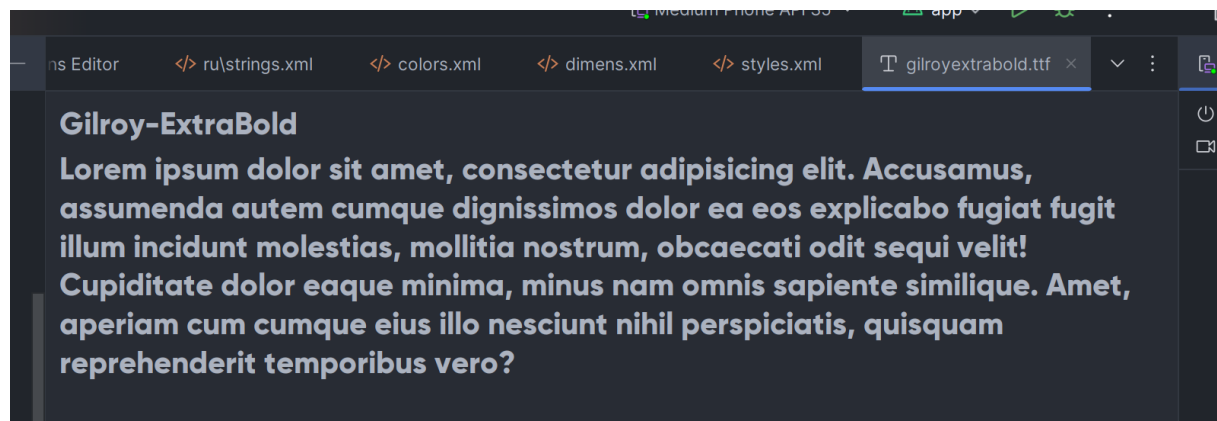 Medium Phone API 35
app
ns Editor
ru\strings.xml
colors.xml
dimens.xml
styles.xml
gilroyextrabold.ttf
Gilroy-ExtraBold
Lorem ipsum dolor sit amet, consectetur adipisicing elit. Accusamus,
assumenda autem cumque dignissimos dolor ea eos explicabo fugiat fugit
illum incidunt molestias, mollitia nostrum, obcaecati odit sequi velit!
Cupiditate dolor eaque minima, minus nam omnis sapiente similique. Amet,
aperiam cum cumque eius illo nesciunt nihil perspiciatis, quisquam
reprehenderit temporibus vero?